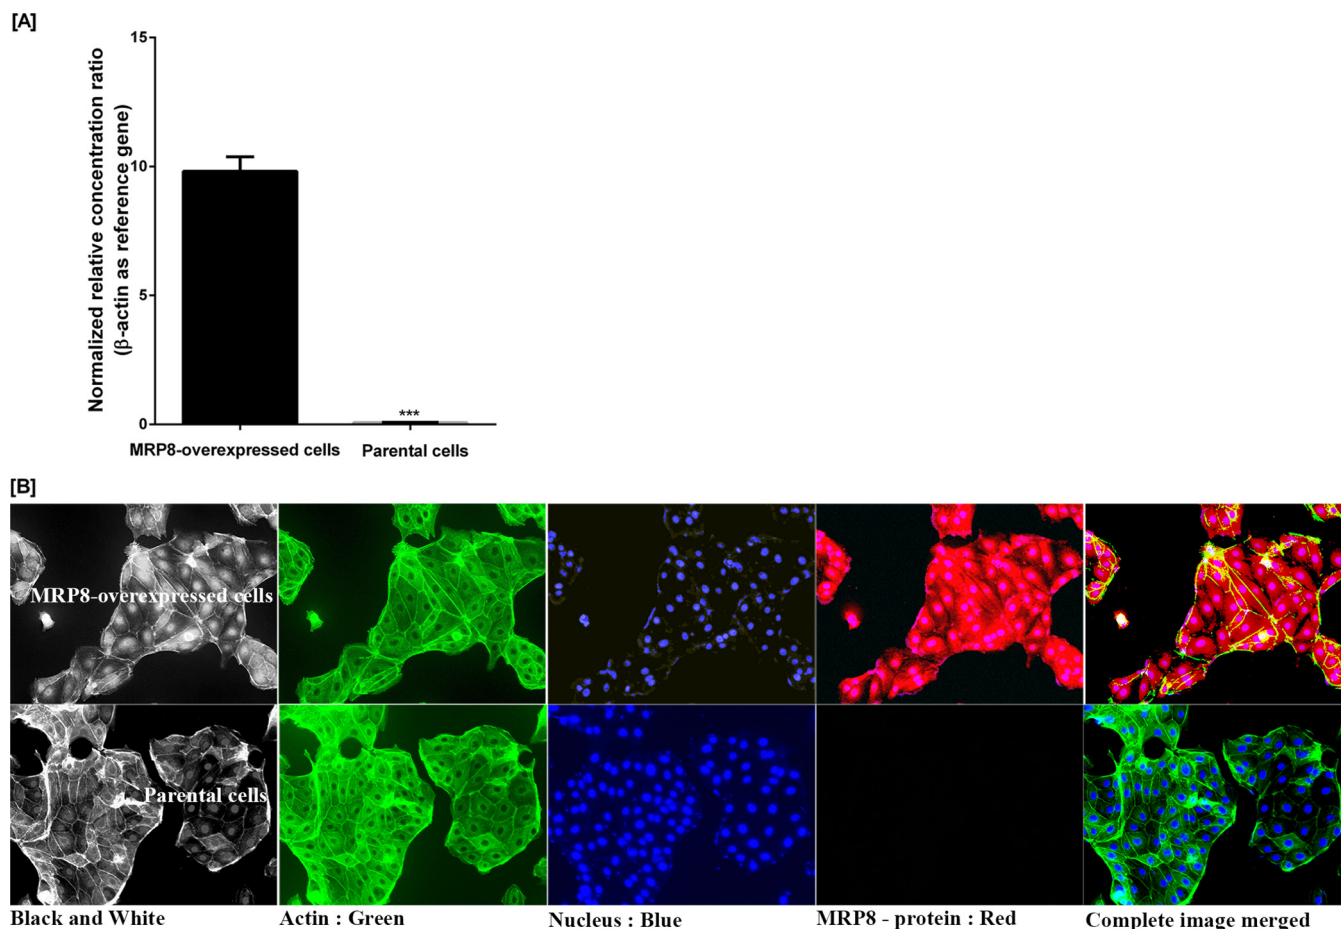 [A]
Normalized relative concentration ratio
(β-actin as reference gene)
15
10
5
0
***
MRP8-overexpressed cells
Parental cells
[B]
MRP8-overexpressed cells
Parental cells
Black and White
Actin : Green
Nucleus : Blue
MRP8 - protein : Red
Complete image merged